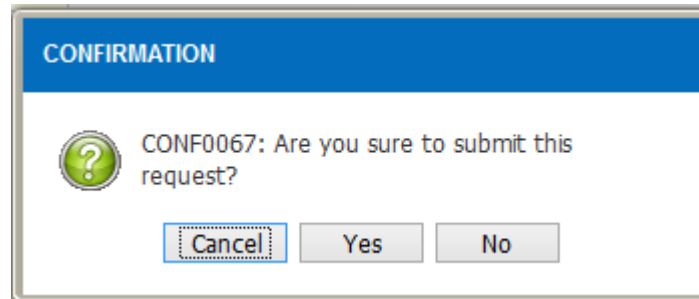 CONFIRMATION
CONF0067: Are you sure to submit this
request?
Cancel Yes No